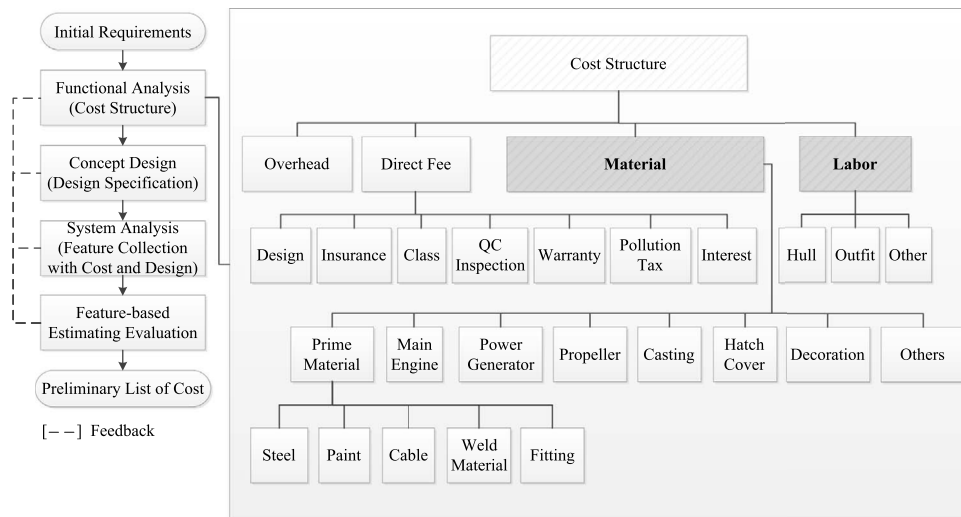 Initial Requirements
Functional Analysis
(Cost Structure)
Concept Design
(Design Specification)
System Analysis
(Feature Collection
with Cost and Design)
Feature-based
Estimating Evaluation
Preliminary List of Cost
[– –] Feedback
Cost Structure
Overhead
Direct Fee
Material
Labor
Design
Insurance
Class
QC
Inspection
Warranty
Pollution
Tax
Interest
Hull
Outfit
Other
Prime
Material
Main
Engine
Power
Generator
Propeller
Casting
Hatch
Cover
Decoration
Others
Steel
Paint
Cable
Weld
Material
Fitting